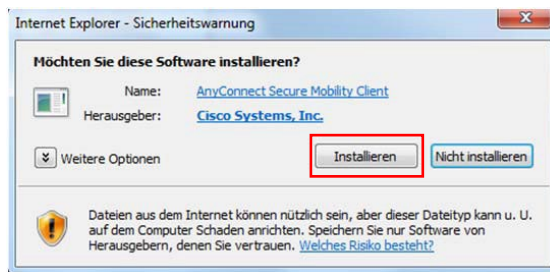 Internet Explorer - Sicherheitswarnung
Möchten Sie diese Software installieren?
Name: AnyConnect Secure Mobility Client
Herausgeber: Cisco Systems, Inc.
Weitere Optionen Installieren Nicht installieren
Dateien aus dem Internet können nützlich sein, aber dieser Dateityp kann u. U.
auf dem Computer Schaden anrichten. Speichern Sie nur Software von
Herausgebern, denen Sie vertrauen. Welches Risiko besteht?